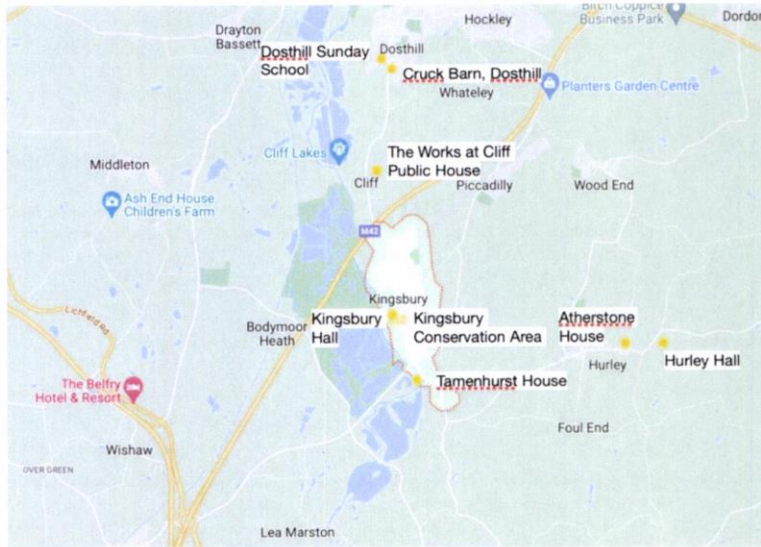 Birch Coppice
Business Park
Dordon
Hockley
Drayton
Bassett
Dosthill Sunday
School
Dosthill
Cruck Barn, Dosthill
Whateley
Planters Garden Centre
Cliff Lakes
The Works at Cliff
Public House
Cliff
Middleton
Piccadilly
Wood End
Ash End House
Children's Farm
M42
Kingsbury
Lichfield Rd
Bodymoor
Heath
Kingsbury
Hall
Kingsbury
Conservation Area
Atherstone
House
Hurley Hall
Hurley
Tamenhurst House
The Belfry
Hotel & Resort
Foul End
Wishaw
OVER GREEN
Lea Marston